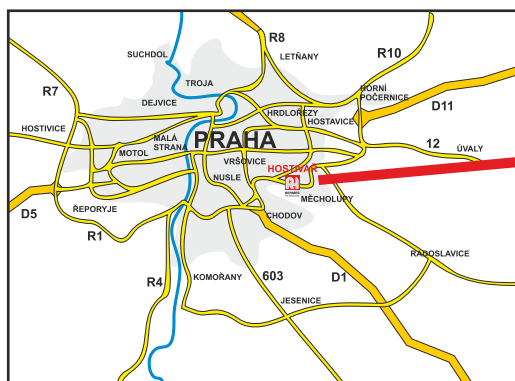 R8
SUCHDOL
LETŇANY
R10
TROJA
R7
HORNÍ
POČERNICE
DEJVICE
D11
HRDLOŘEZY
HOSTAVICE
HOSTIVICE
MALÁ
STRANA
PRAHA
12
ÚVALY
MOTOL
VRŠOVICE
HOSTIVAŘ
NUSLE
MĚCHOLUPY
D5
ŘEPORYJE
CHODOV
R1
RAGOSLAVICE
R4
KOMOŘANY
603
D1
JESENICE